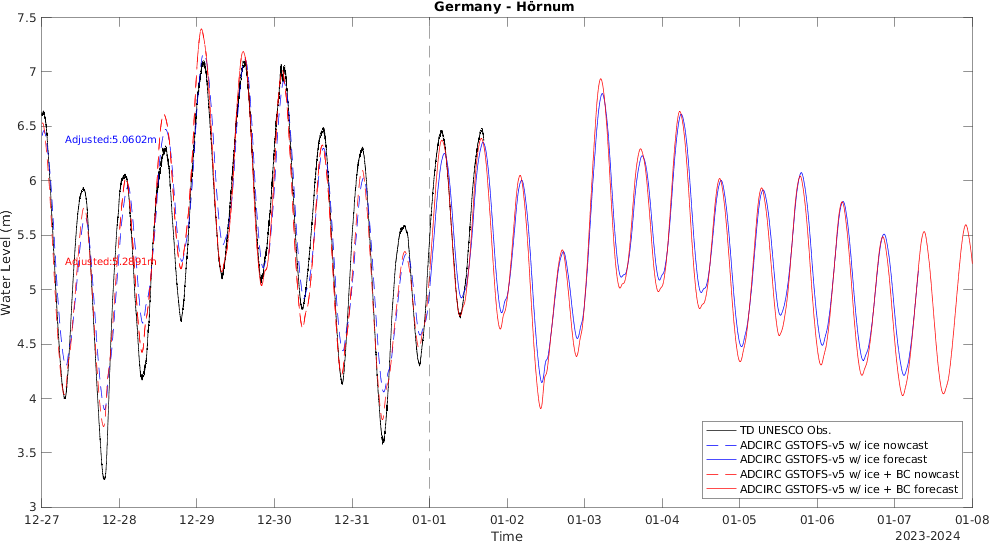 Germany - Hörnum
7.5
7
6.5
6
5.5
5
4.5
4
3.5
3
Water Level (m)
Adjusted:5.0602m
Adjusted:5.2891m
TD UNESCO Obs.
ADCIRC GSTOFS-v5 w/ ice nowcast
ADCIRC GSTOFS-v5 w/ ice forecast
ADCIRC GSTOFS-v5 w/ ice + BC nowcast
ADCIRC GSTOFS-v5 w/ ice + BC forecast
12-27 12-28 12-29 12-30 12-31 01-01 01-02 01-03 01-04 01-05 01-06 01-07 01-08
Time
2023-2024